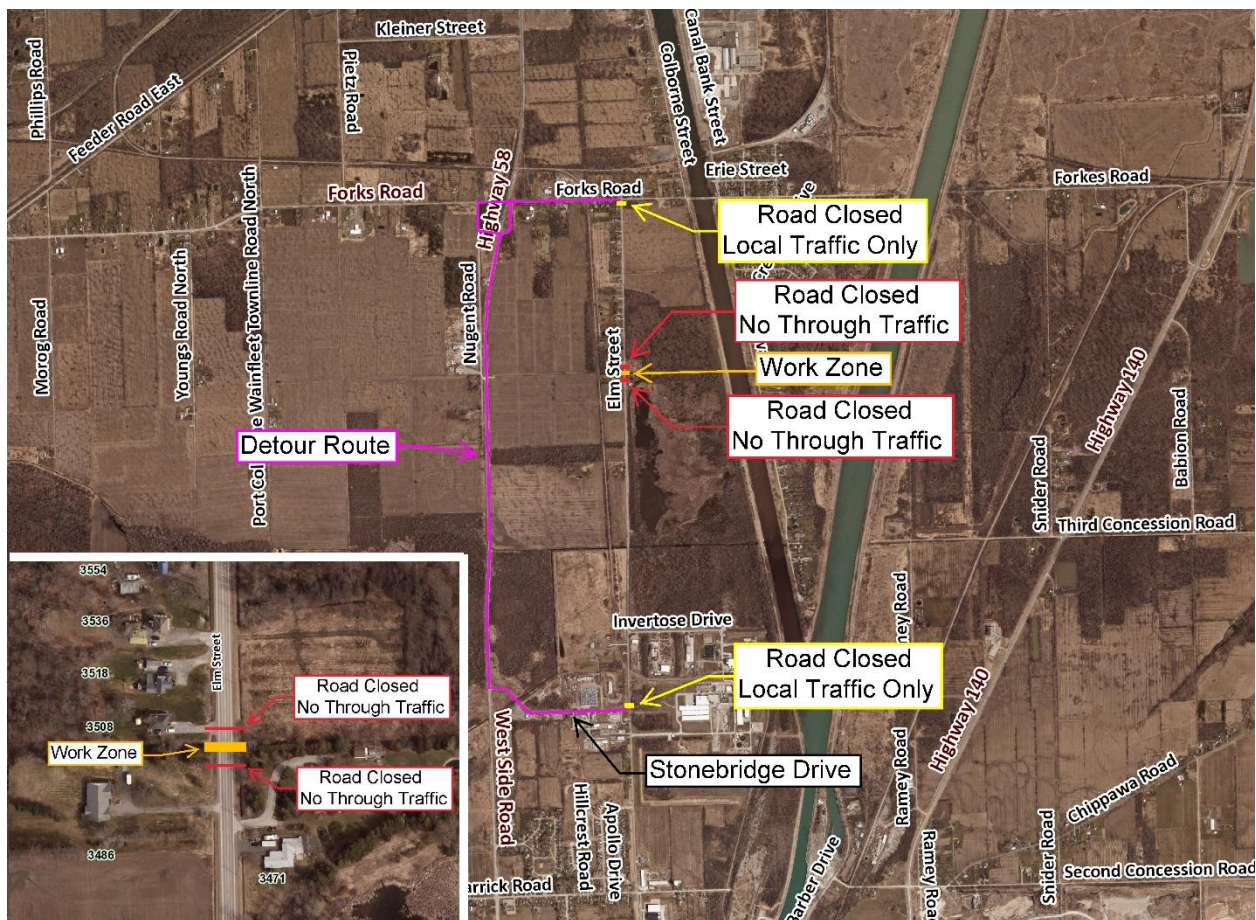 Kleiner Street
Phillips Road
Feeder Road East
Pietz Road
Canal Bank Street
Colborne Street
Erie Street
Highway 58
Forks Road
Forks Road
Forkes Road
Road Closed
Local Traffic Only
Road Closed
No Through Traffic
Work Zone
Road Closed
No Through Traffic
Morog Road
Youngs Road North
Port Col
e Wainfleet Townline Road North
Nugent Road
Elm Street
Detour Route
Highway 140
Snider Road
Babion Road
Third Concession Road
Invertose Drive
Road Closed
Local Traffic Only
ney Road
Stonebridge Drive
West Side Road
Hillcrest Road
Apollo Drive
Ramey Road
Highway 140
Chippawa Road
Snider Road
Ramey Road
Second Concession Road
arrick Road
Barber Drive
3554
3536
3518
3508
Elm Street
Road Closed
No Through Traffic
Work Zone
Road Closed
No Through Traffic
3486
3471